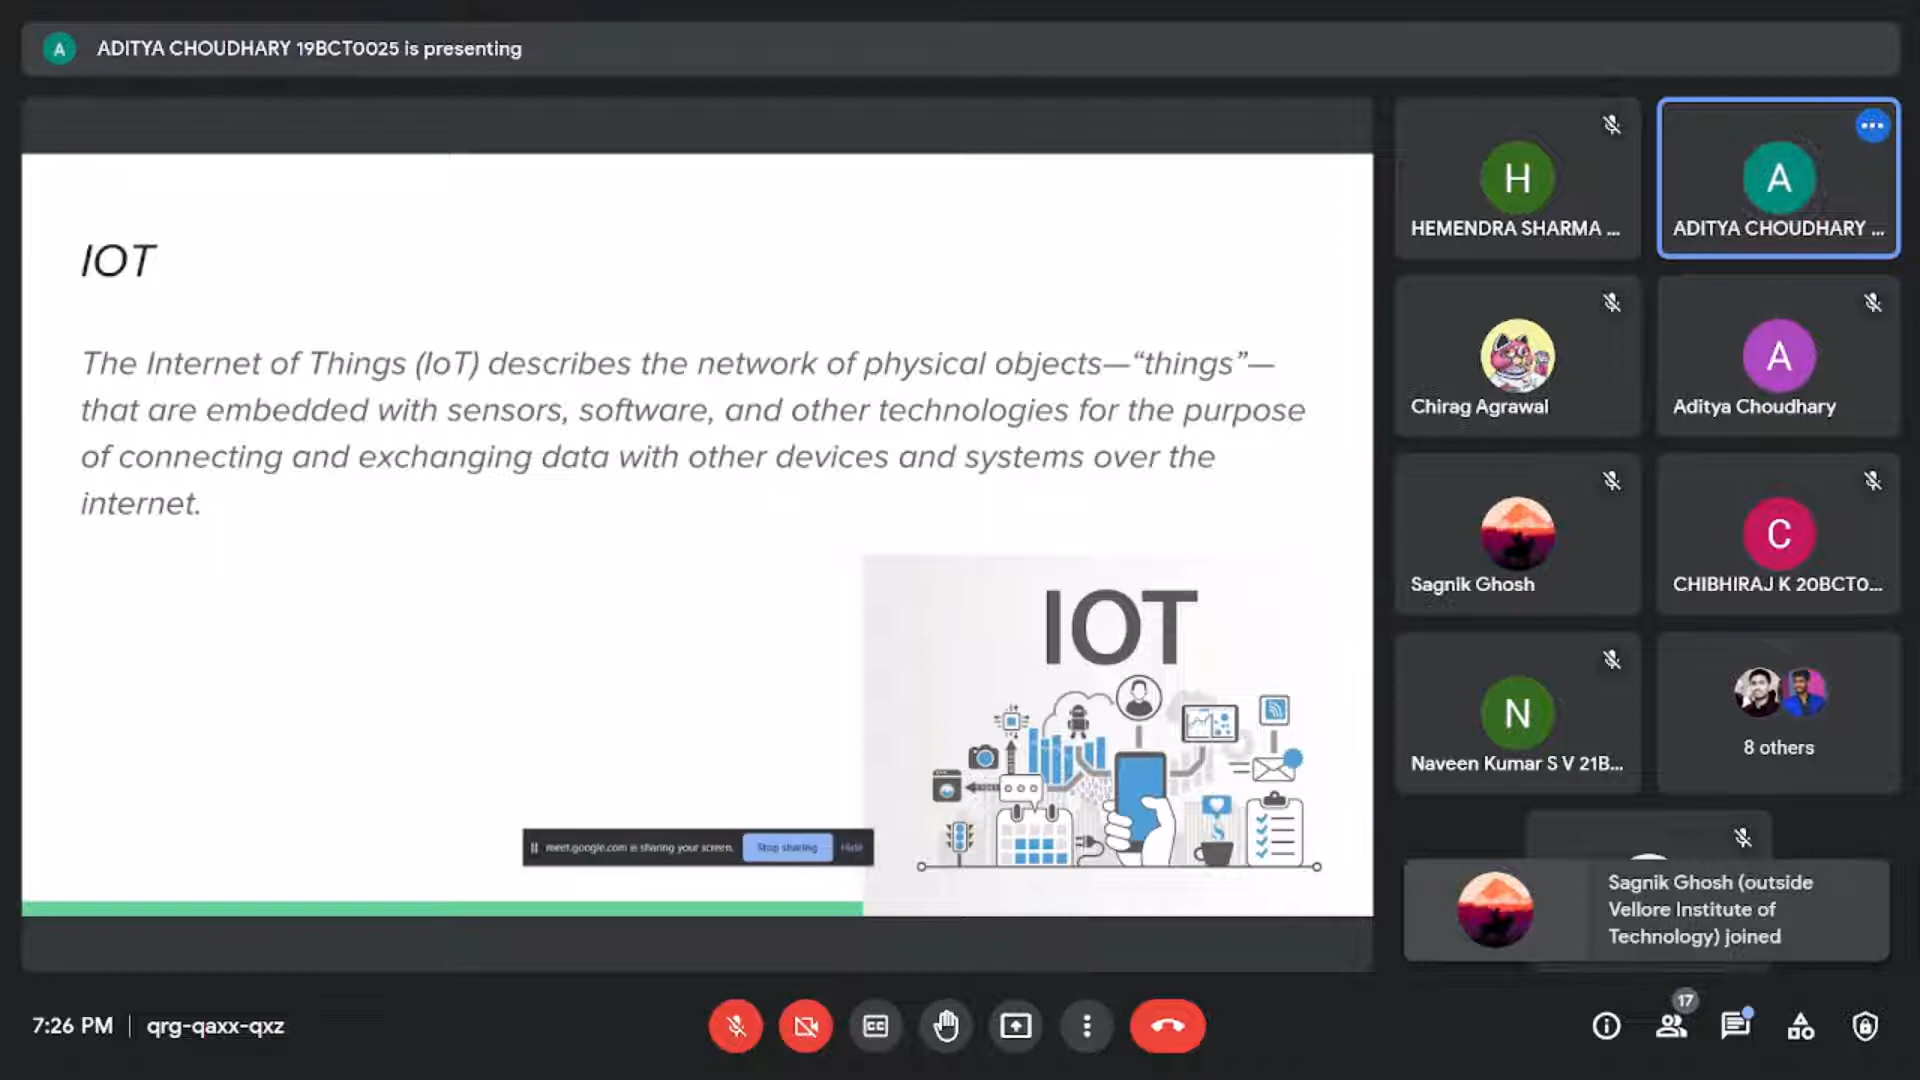 A ADITYA CHOUDHARY 19BCT0025 is presenting
IOT
The Internet of Things (IoT) describes the network of physical objects—“things”—
that are embedded with sensors, software, and other technologies for the purpose
of connecting and exchanging data with other devices and systems over the
internet.
IOT
meet.google.com is sharing your screen. Stop sharing Hide
H
HEMENDRA SHARMA ...
A
ADITYA CHOUDHARY ...
Chirag Agrawal
A
Aditya Choudhary
Sagnik Ghosh
C
CHIBHIRAJ K 20BCT0...
N
Naveen Kumar S V 21B...
8 others
Sagnik Ghosh (outside
Vellore Institute of
Technology) joined
7:26 PM | qrg-qaxx-qxz
CC
17